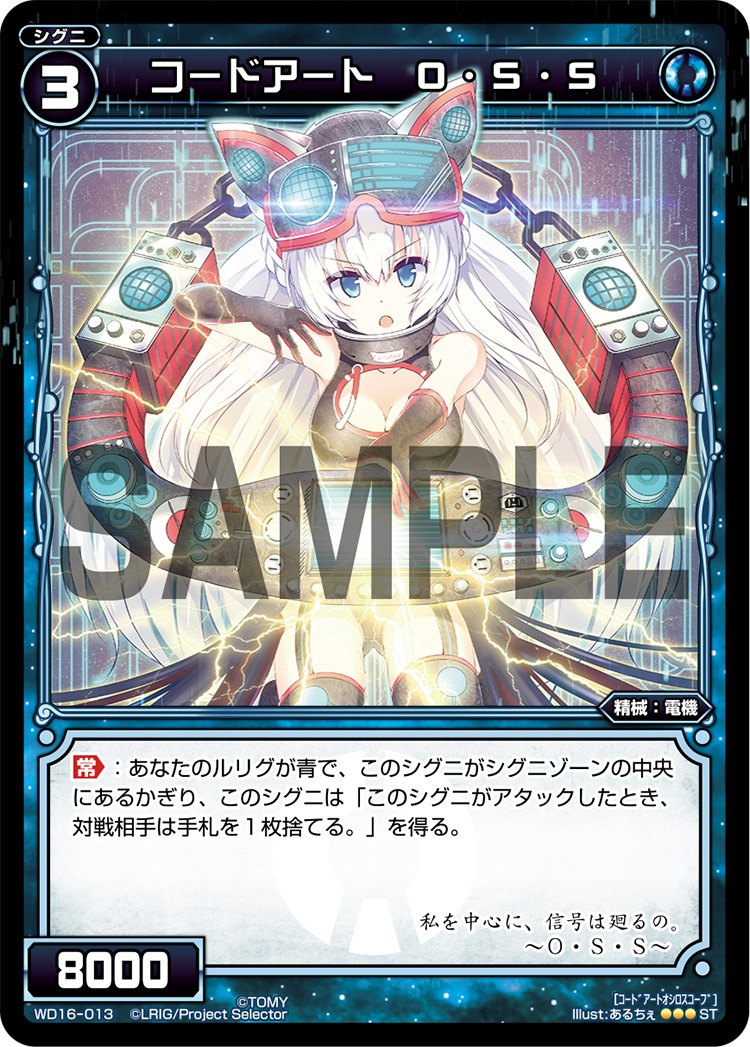 シグニ
3
コードアート O・S・S
SAMPLE
精械：電機
常：あなたのルリグが青で、このシグニがシグニゾーンの中央
にあるかぎり、このシグニは「このシグニがアタックしたとき、
対戦相手は手札を１枚捨てる。」を得る。
私を中心に、信号は廻るの。
～O・S・S～
8000
©TOMY
[ｺｰﾄﾞｱｰﾄｵｼﾛｽｺｰﾌﾟ]
WD16-013 ©LRIG/Project Selector
Illust:あるちぇ ST